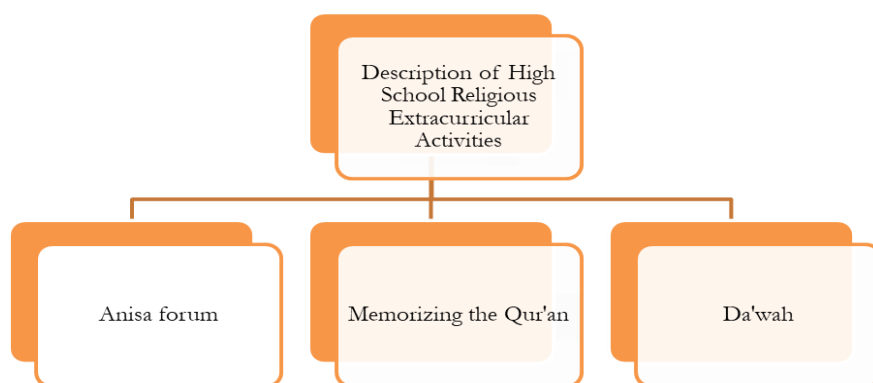 Description of High
School Religious
Extracurricular
Activities
Anisa forum
Memorizing the Qur'an
Da'wah